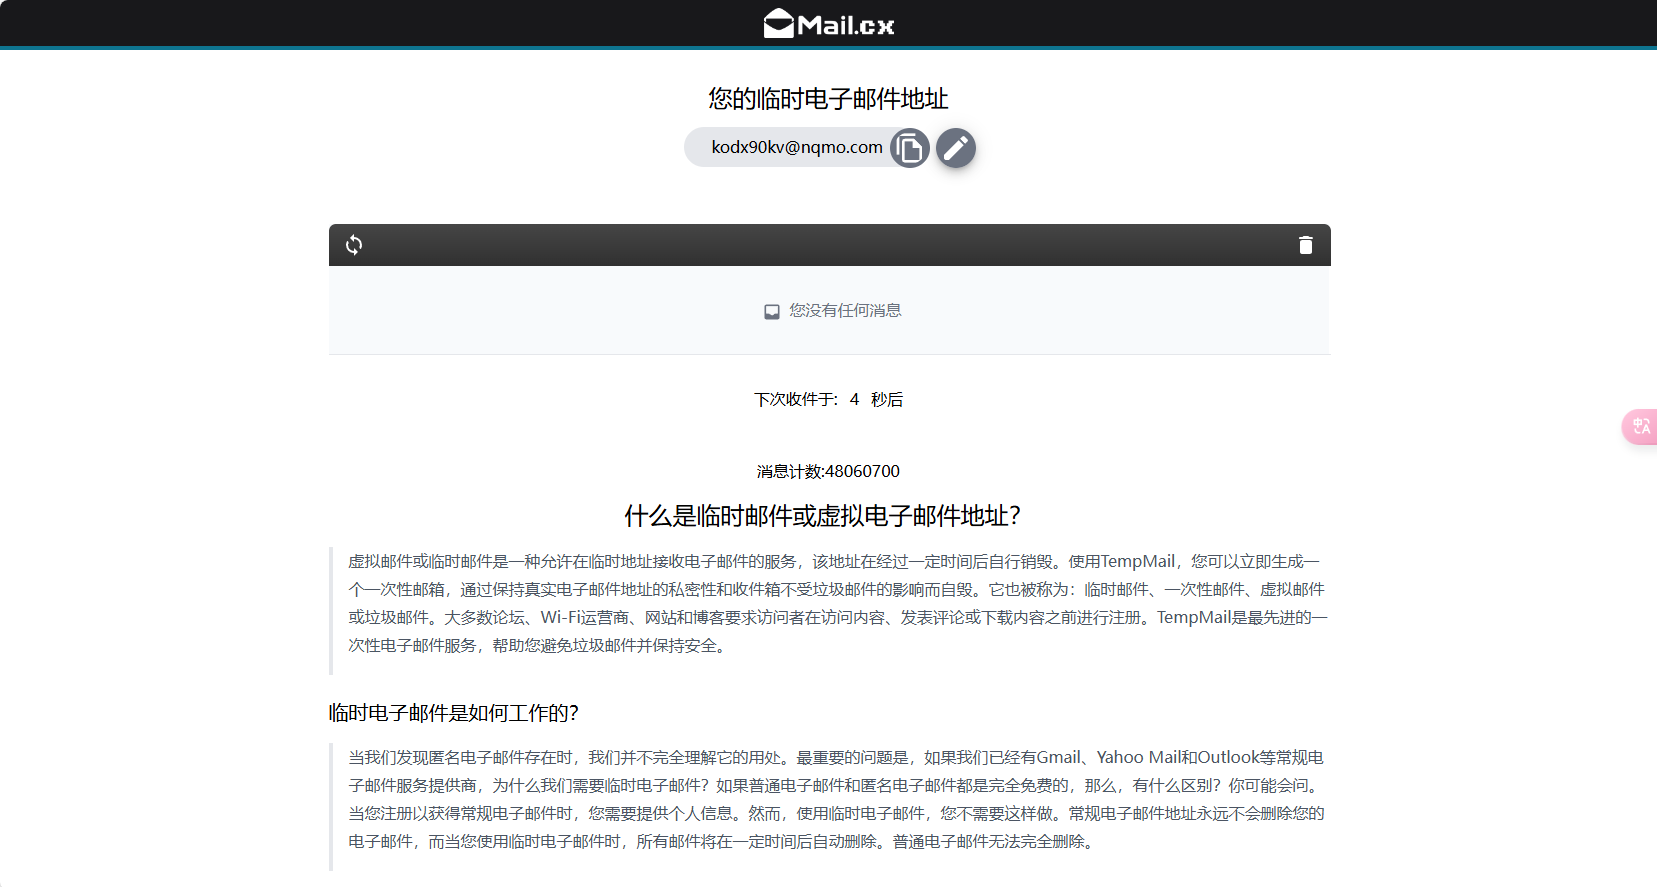 Mail.cx
您的临时电子邮件地址
kodx90kv@nqmo.com
您没有任何消息
下次收件于: 4 秒后
中A
消息计数:48060700
什么是临时邮件或虚拟电子邮件地址?
虚拟邮件或临时邮件是一种允许在临时地址接收电子邮件的服务，该地址在经过一定时间后自行销毁。使用TempMail，您可以立即生成一
个一次性邮箱，通过保持真实电子邮件地址的私密性和收件箱不受垃圾邮件的影响而自毁。它也被称为：临时邮件、一次性邮件、虚拟邮件
或垃圾邮件。大多数论坛、Wi-Fi运营商、网站和博客要求访问者在访问内容、发表评论或下载内容之前进行注册。TempMail是最先进的一
次性电子邮件服务，帮助您避免垃圾邮件并保持安全。
临时电子邮件是如何工作的?
当我们发现匿名电子邮件存在时，我们并不完全理解它的用处。最重要的问题是，如果我们已经有Gmail、Yahoo Mail和Outlook等常规电
子邮件服务提供商，为什么我们需要临时电子邮件？如果普通电子邮件和匿名电子邮件都是完全免费的，那么，有什么区别？你可能会问。
当您注册以获得常规电子邮件时，您需要提供个人信息。然而，使用临时电子邮件，您不需要这样做。常规电子邮件地址永远不会删除您的
电子邮件，而当您使用临时电子邮件时，所有邮件将在一定时间后自动删除。普通电子邮件无法完全删除。